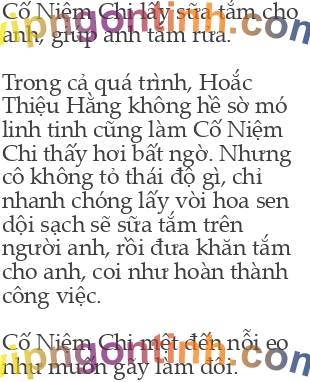 Cố Niệm Chi lấy sữa tắm cho
anh, giúp anh tắm rửa.
Trong cả quá trình, Hoắc
Thiệu Hằng không hề sờ mó
linh tinh cũng làm Cố Niệm
Chi thấy hơi bất ngờ. Nhưng
cô không tỏ thái độ gì, chỉ
nhanh chóng lấy vòi hoa sen
dội sạch sẽ sữa tắm trên
người anh, rồi đưa khăn tắm
cho anh, coi như hoàn thành
công việc.
Cố Niệm Chi mệt đến nỗi eo
như muốn gãy làm đôi.
vipngontinh.com
vipngontinh.com